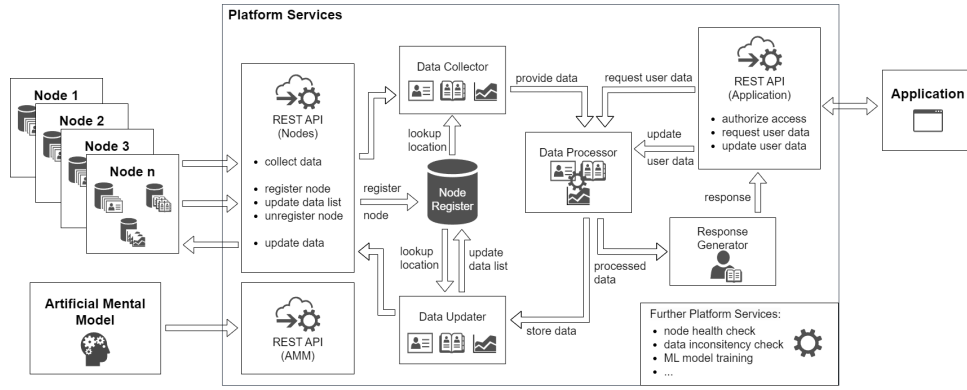 Platform Services
Node 1
Node 2
Node 3
Node n
REST API
(Nodes)
• collect data
• register node
• update data list
• unregister node
• update data
Data Collector
provide data
request user data
REST API
(Application)
• authorize access
• request user data
• update user data
Application
lookup
location
update
user data
Data Processor
register
node
Node
Register
response
Response
Generator
lookup
location
update
data list
processed
data
Artificial Mental
Model
REST API
(AMM)
Data Updater
store data
Further Platform Services:
• node health check
• data inconsitency check
• ML model training
• ...